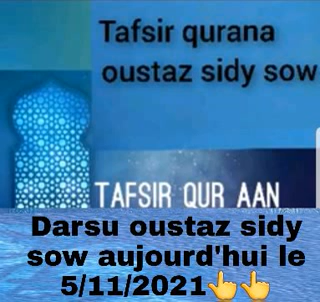 Tafsir qurana
oustaz sidy sow
TAFSIR QUR AAN
Darsu oustaz sidy
sow aujourd'hui le
5/11/2021👆👆